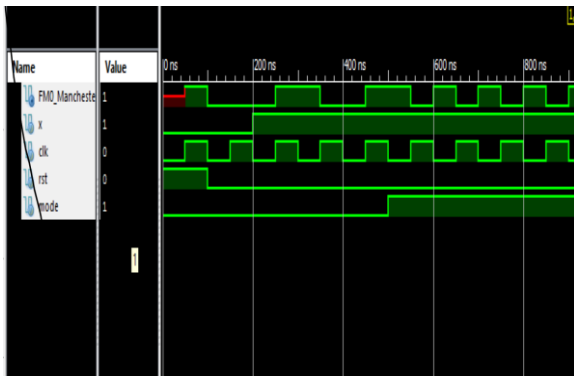 1
Name Value 0 ns 200 ns 400 ns 600 ns 800 ns
FM0_Mancheste 1
x 1
clk 0
rst 0
mode 1
1